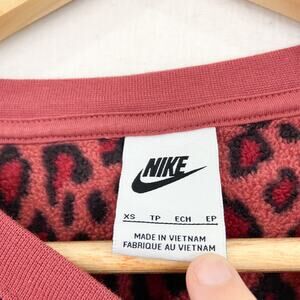 NIKE
XS TP ECH EP
MADE IN VIETNAM
FABRIQUE AU VIETNAM